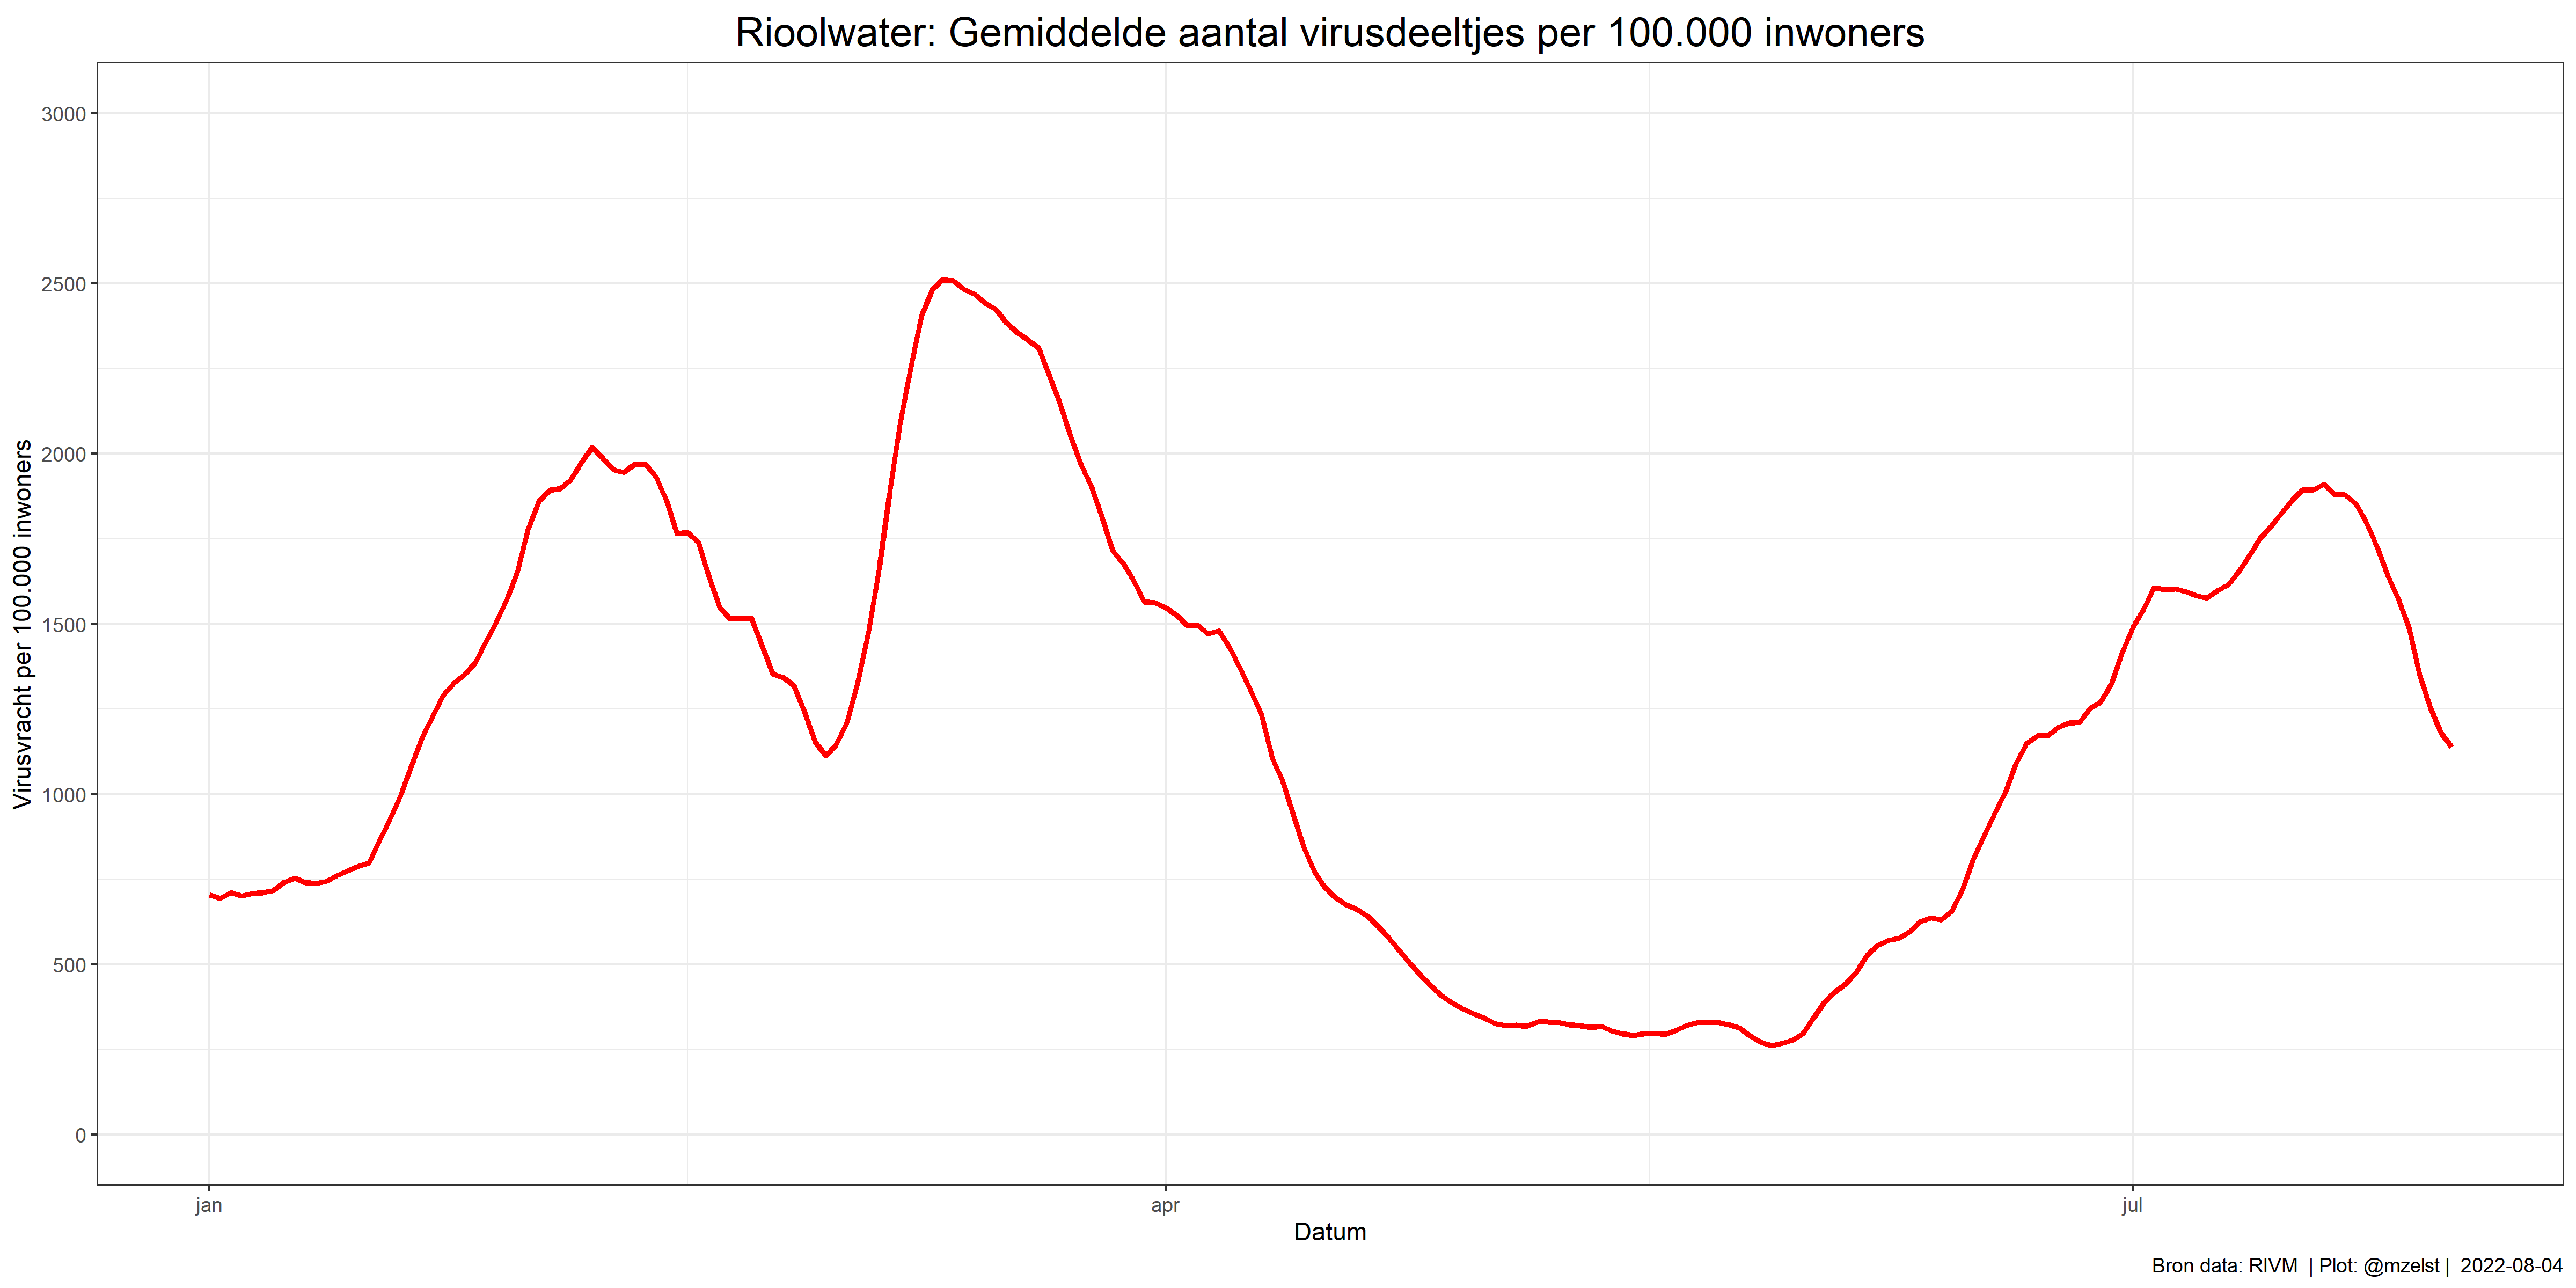 Rioolwater: Gemiddelde aantal virusdeeltjes per 100.000 inwoners
Virusvracht per 100.000 inwoners
3000
2500
2000
1500
1000
500
0
jan apr jul
Datum
Bron data: RIVM | Plot: @mzelst | 2022-08-04